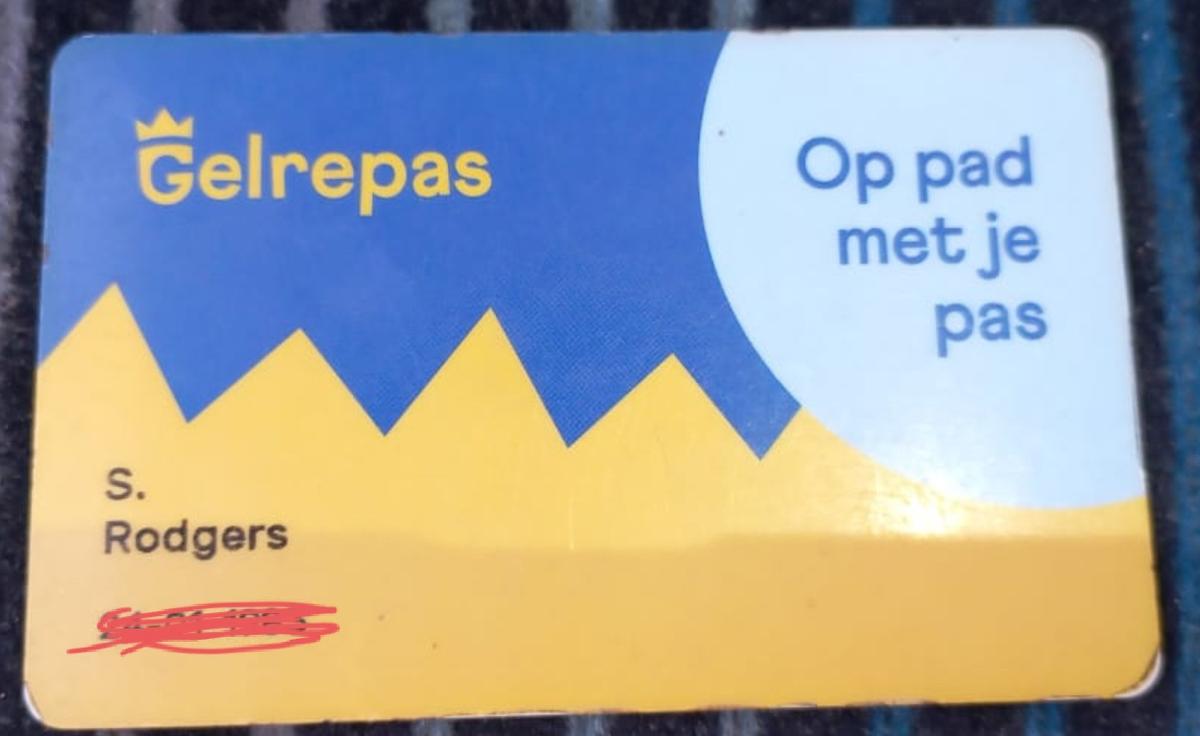 Gelrepas
Op pad
met je
pas
S.
Rodgers